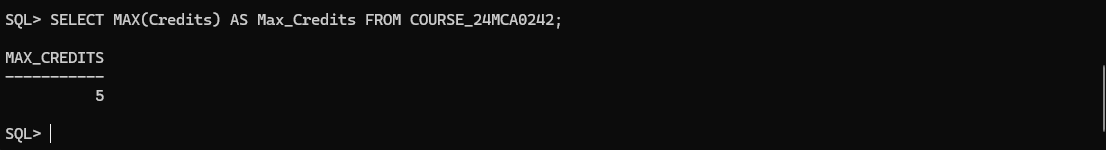 SQL> SELECT MAX(Credits) AS Max_Credits FROM COURSE_24MCA0242;
MAX_CREDITS
-----------
5
SQL>